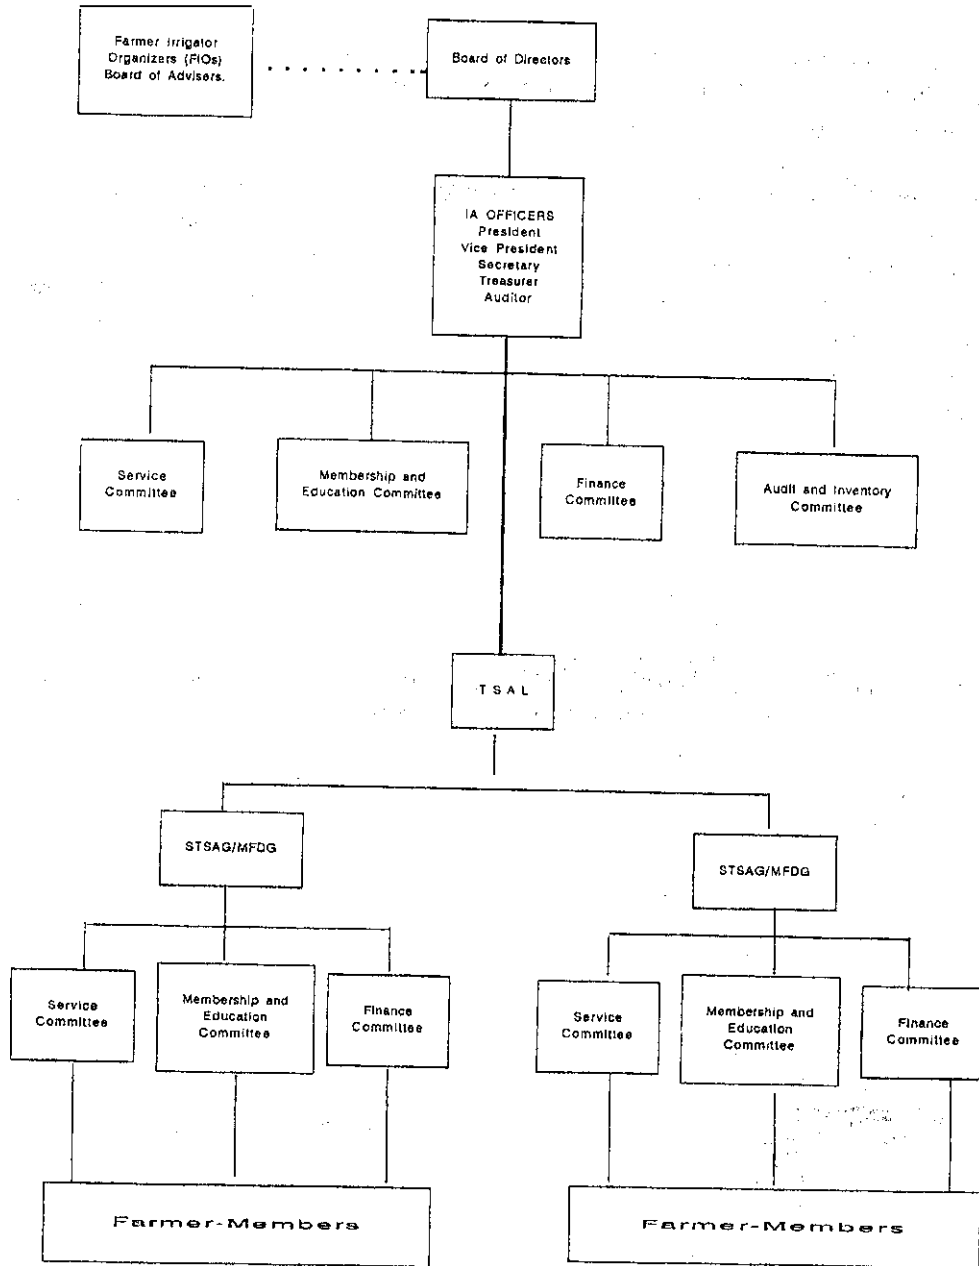 Farmer Irrigator
Organizers (FIOs)
Board of Advisers.
Board of Directors
IA OFFICERS
President
Vice President
Secretary
Treasurer
Auditor
Service
Committee
Membership and
Education Committee
Finance
Committee
Audit and Inventory
Committee
T S A L
STSAG/MFDG
STSAG/MFDG
Service
Committee
Membership and
Education
Committee
Finance
Committee
Service
Committee
Membership and
Education
Committee
Finance
Committee
Farmer-Members
Farmer-Members